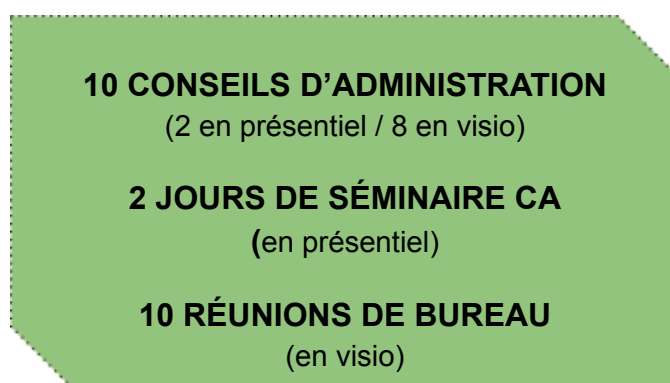 10 CONSEILS D’ADMINISTRATION
(2 en présentiel / 8 en visio)
2 JOURS DE SÉMINAIRE CA
(en présentiel)
10 RÉUNIONS DE BUREAU
(en visio)